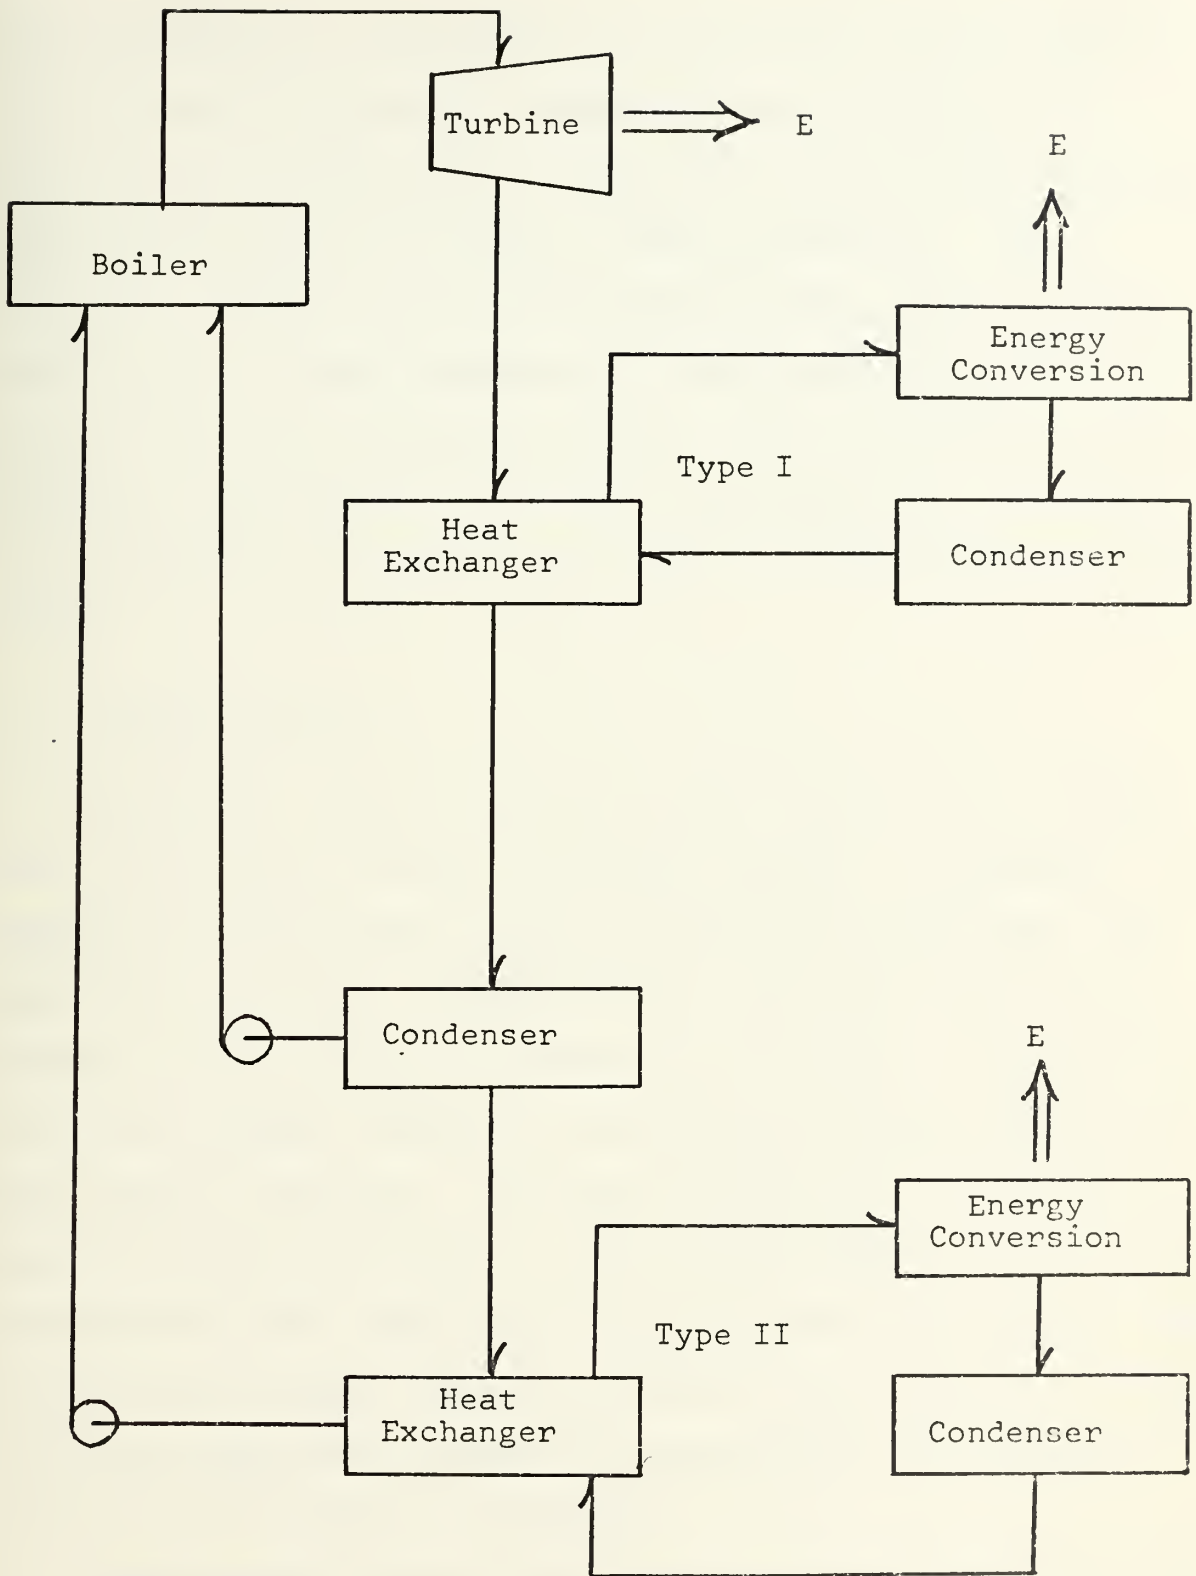 Turbine
E
E
Boiler
Energy
Conversion
Type I
Heat
Exchanger
Condenser
Condenser
E
Energy
Conversion
Type II
Heat
Exchanger
Condenser